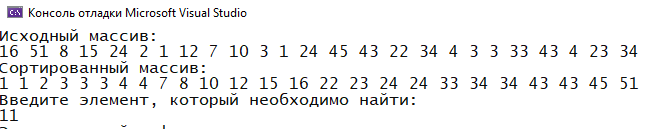 Консоль отладки Microsoft Visual Studio
Исходный массив:
16 51 8 15 24 2 1 12 7 10 3 1 24 45 43 22 34 4 3 3 33 43 4 23 34
Сортированный массив:
1 1 2 3 3 3 4 4 7 8 10 12 15 16 22 23 24 24 33 34 34 43 43 45 51
Введите элемент, который необходимо найти:
11